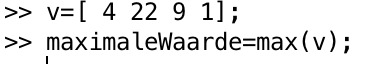 >> v=[ 4 22 9 1];
>> maximaleWaarde=max(v);